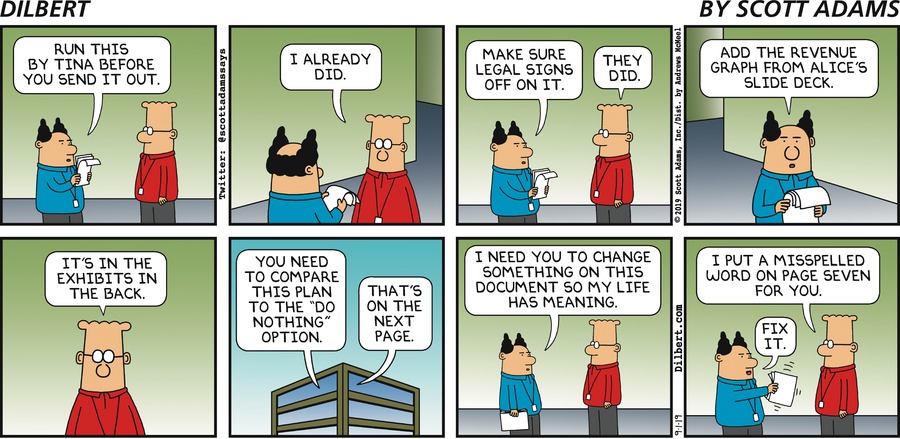 DILBERT
BY SCOTT ADAMS
RUN THIS
BY TINA BEFORE
YOU SEND IT OUT.
Twitter: @scottadamssays
I ALREADY
DID.
MAKE SURE
LEGAL SIGNS
OFF ON IT.
THEY
DID.
© 2019 Scott Adams, Inc./Dist. by Andrews McMeel
ADD THE REVENUE
GRAPH FROM ALICE'S
SLIDE DECK.
IT'S IN THE
EXHIBITS IN
THE BACK.
YOU NEED
TO COMPARE
THIS PLAN
TO THE "DO
NOTHING"
OPTION.
THAT'S
ON THE
NEXT
PAGE.
I NEED YOU TO CHANGE
SOMETHING ON THIS
DOCUMENT SO MY LIFE
HAS MEANING.
9-1-19
Dilbert.com
I PUT A MISSPELLED
WORD ON PAGE SEVEN
FOR YOU.
FIX
IT.